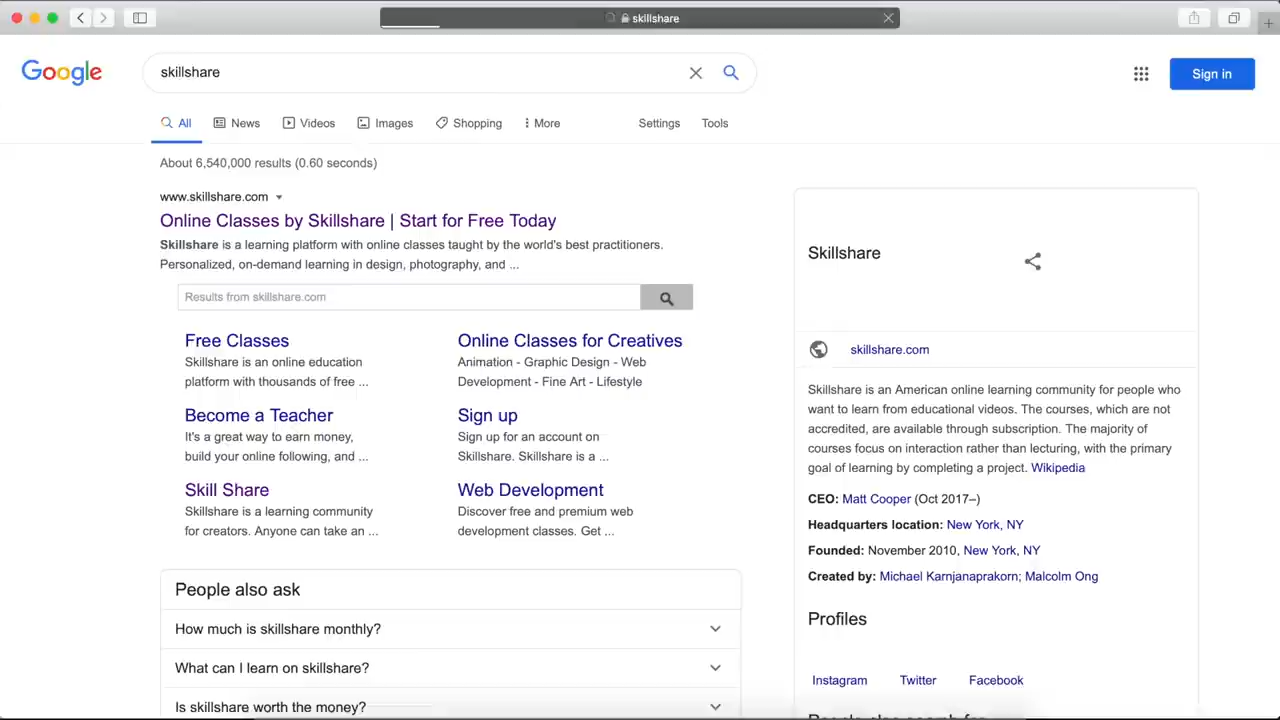 skillshare
Google
skillshare
Sign in
All
News
Videos
Images
Shopping
More
Settings
Tools
About 6,540,000 results (0.60 seconds)
www.skillshare.com
Online Classes by Skillshare | Start for Free Today
Skillshare is a learning platform with online classes taught by the world's best practitioners.
Personalized, on-demand learning in design, photography, and ...
Results from skillshare.com
Free Classes
Skillshare is an online education
platform with thousands of free ...
Online Classes for Creatives
Animation - Graphic Design - Web
Development - Fine Art - Lifestyle
Become a Teacher
It's a great way to earn money,
build your online following, and ...
Sign up
Sign up for an account on
Skillshare. Skillshare is a ...
Skill Share
Skillshare is a learning community
for creators. Anyone can take an ...
Web Development
Discover free and premium web
development classes. Get ...
People also ask
How much is skillshare monthly?
What can I learn on skillshare?
Is skillshare worth the money?
Skillshare
skillshare.com
Skillshare is an American online learning community for people who
want to learn from educational videos. The courses, which are not
accredited, are available through subscription. The majority of
courses focus on interaction rather than lecturing, with the primary
goal of learning by completing a project. Wikipedia
CEO: Matt Cooper (Oct 2017–)
Headquarters location: New York, NY
Founded: November 2010, New York, NY
Created by: Michael Karnjanaprakorn; Malcolm Ong
Profiles
Instagram
Twitter
Facebook